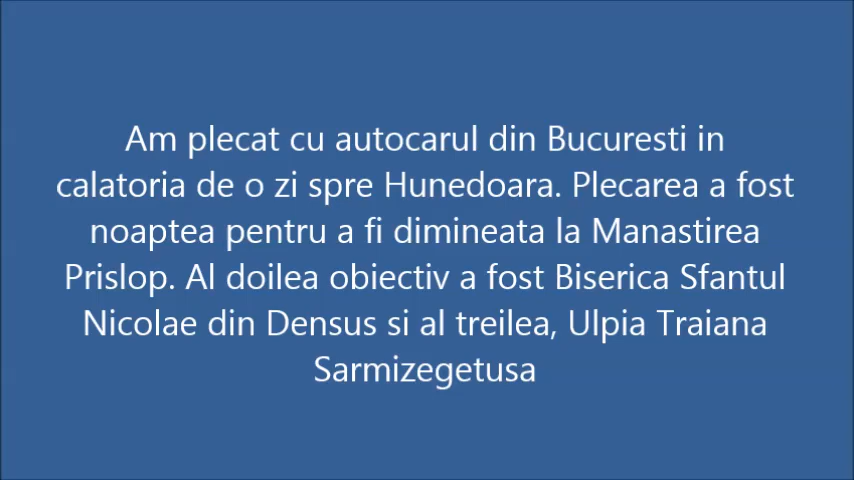 Am plecat cu autocarul din Bucuresti in
calatoria de o zi spre Hunedoara. Plecarea a fost
noaptea pentru a fi dimineata la Manastirea
Prislop. Al doilea obiectiv a fost Biserica Sfantul
Nicolae din Densus si al treilea, Ulpia Traiana
Sarmizegetusa